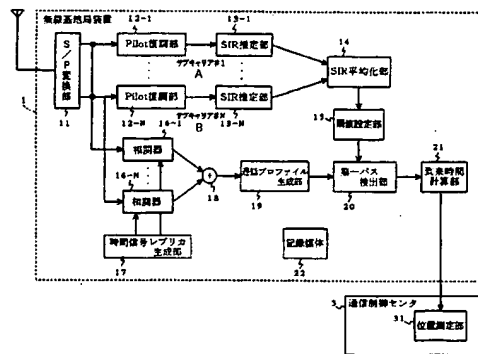 無線基地局装置
1
S/P変換部
11
12-1
Pilot復調部
サブキャリア#1
A
13-1
SIR推定部
14
SIR平均化部
12-N
Pilot復調部
サブキャリア#N
B
13-N
SIR推定部
15
閾値設定部
16-1
相関器
16-N
相関器
18
遅延プロファイル生成部
19
第一パス検出部
20
21
到来時間計算部
時間信号レプリカ生成部
17
記録媒体
22
3
通信制御センタ
31
位置測定部